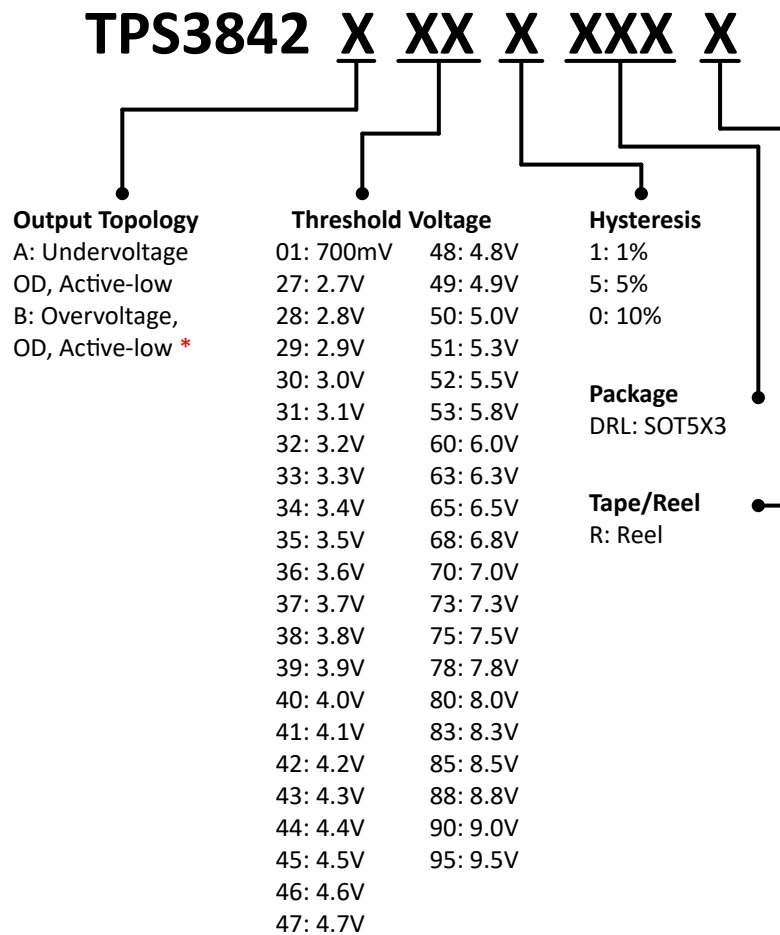 TPS3842 X XX X XXX X
Output Topology
A: Undervoltage
OD, Active-low
B: Overvoltage,
OD, Active-low *
Threshold Voltage
01: 700mV
27: 2.7V
28: 2.8V
29: 2.9V
30: 3.0V
31: 3.1V
32: 3.2V
33: 3.3V
34: 3.4V
35: 3.5V
36: 3.6V
37: 3.7V
38: 3.8V
39: 3.9V
40: 4.0V
41: 4.1V
42: 4.2V
43: 4.3V
44: 4.4V
45: 4.5V
46: 4.6V
47: 4.7V
48: 4.8V
49: 4.9V
50: 5.0V
51: 5.3V
52: 5.5V
53: 5.8V
60: 6.0V
63: 6.3V
65: 6.5V
68: 6.8V
70: 7.0V
73: 7.3V
75: 7.5V
78: 7.8V
80: 8.0V
83: 8.3V
85: 8.5V
88: 8.8V
90: 9.0V
95: 9.5V
Hysteresis
1: 1%
5: 5%
0: 10%
Package
DRL: SOT5X3
Tape/Reel
R: Reel